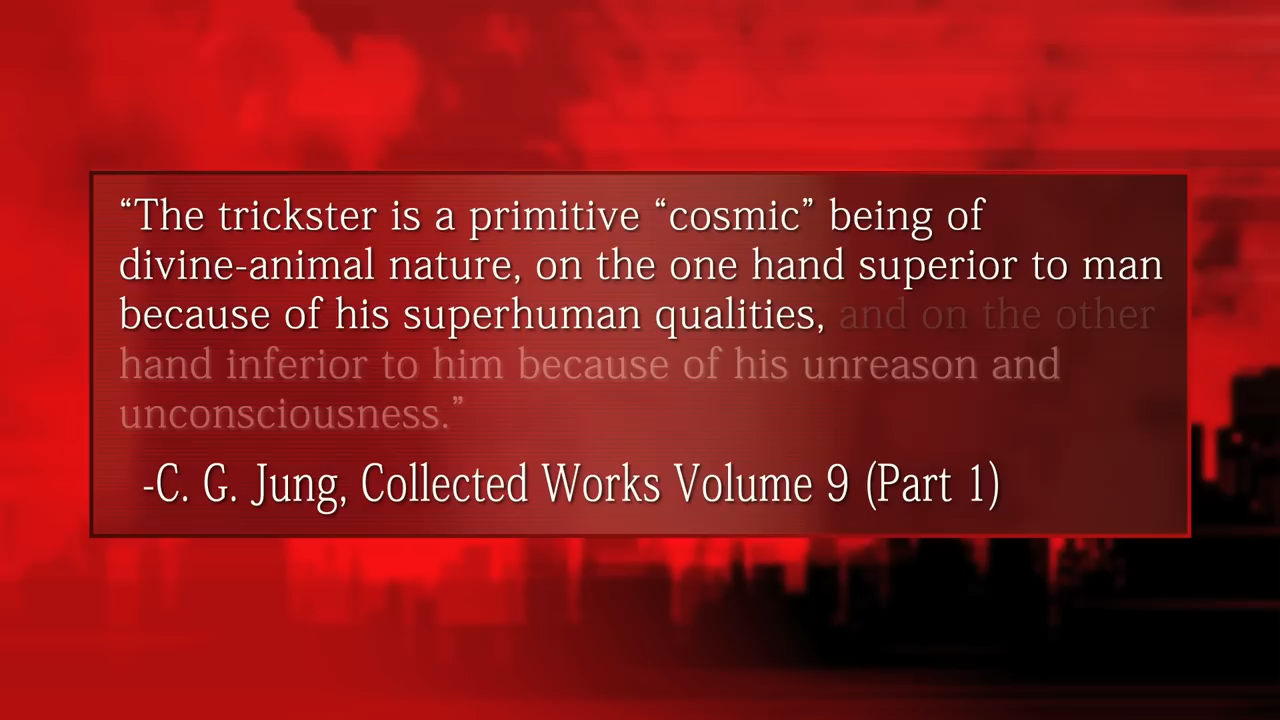 “The trickster is a primitive “cosmic” being of
divine-animal nature, on the one hand superior to man
because of his superhuman qualities, and on the other
hand inferior to him because of his unreason and
unconsciousness.”
-C. G. Jung, Collected Works Volume 9 (Part 1)